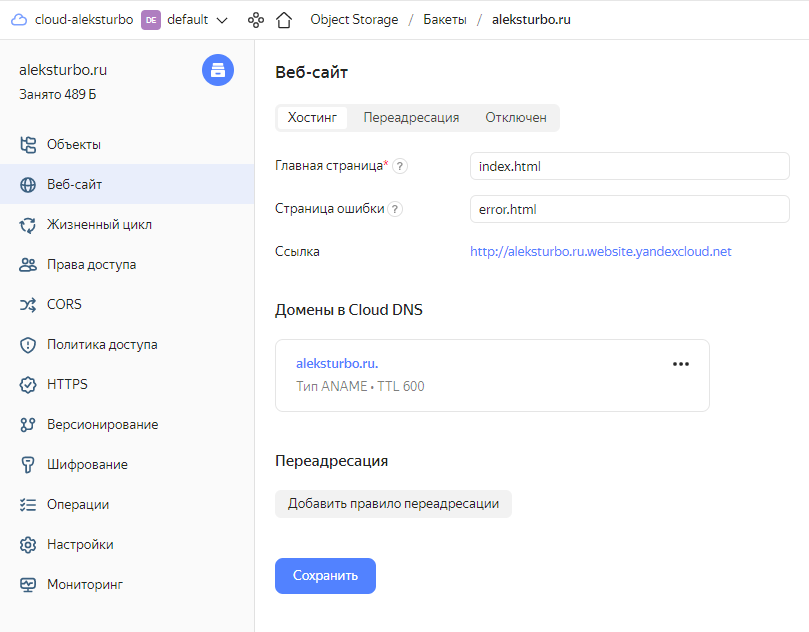 cloud-aleksturbo DE default Object Storage / Бакеты / aleksturbo.ru
aleksturbo.ru
Занято 489 Б
Объекты
Веб-сайт
Жизненный цикл
Права доступа
CORS
Политика доступа
HTTPS
Версионирование
Шифрование
Операции
Настройки
Мониторинг
Веб-сайт
Хостинг Переадресация Отключен
Главная страница* ? index.html
Страница ошибки ? error.html
Ссылка http://aleksturbo.ru.website.yandexcloud.net
Домены в Cloud DNS
aleksturbo.ru.
Тип ANAME • TTL 600
Переадресация
Добавить правило переадресации
Сохранить